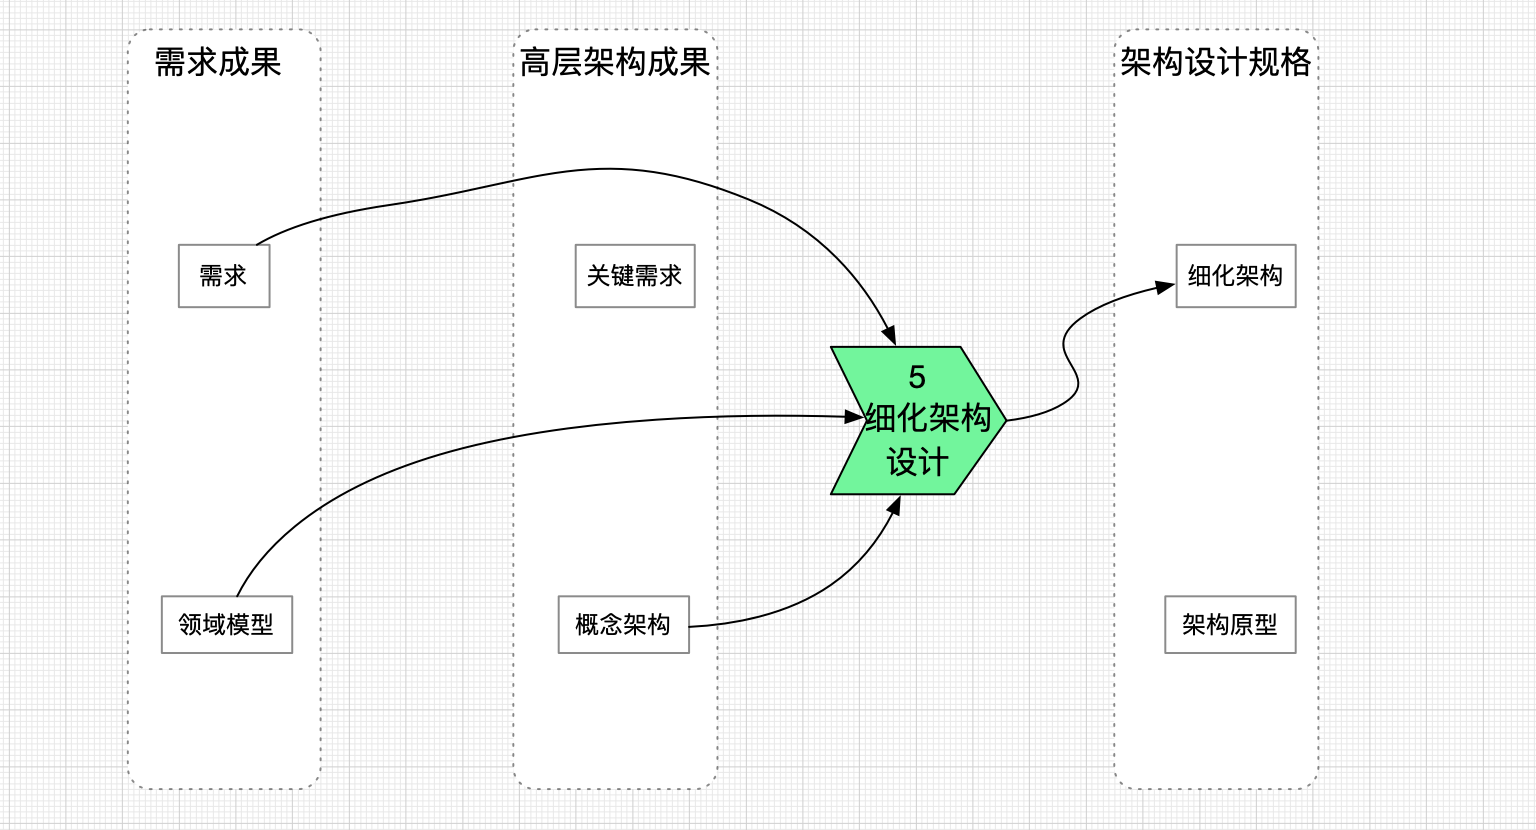 需求成果
高层架构成果
架构设计规格
需求
关键需求
细化架构
5
细化架构
设计
领域模型
概念架构
架构原型